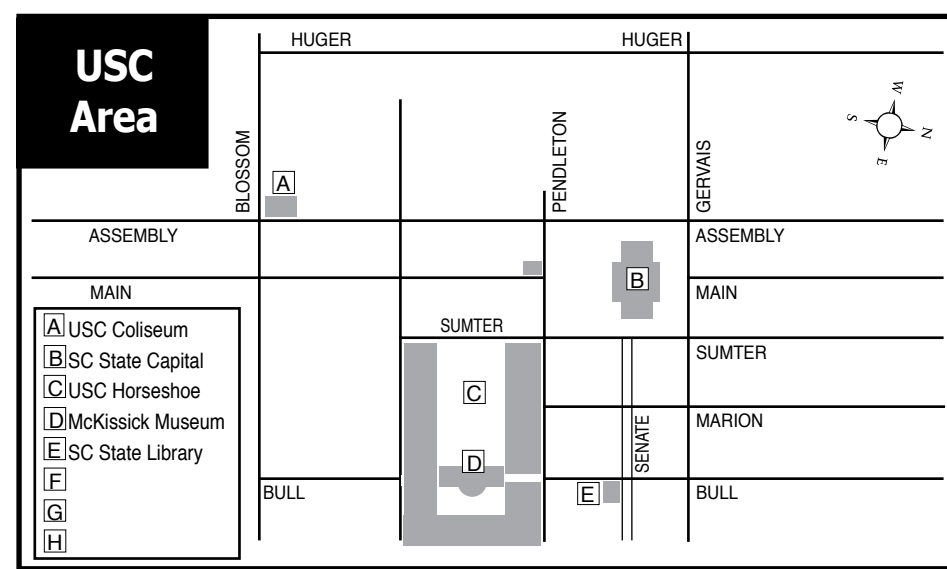 USC
Area
HUGER
HUGER
BLOSSOM
PENDLETON
GERVAIS
W
S
N
E
A
ASSEMBLY
ASSEMBLY
B
MAIN
MAIN
SUMTER
SUMTER
C
MARION
SENATE
D
BULL
E
BULL
A USC Coliseum
B SC State Capital
C USC Horseshoe
D McKissick Museum
E SC State Library
F
G
H